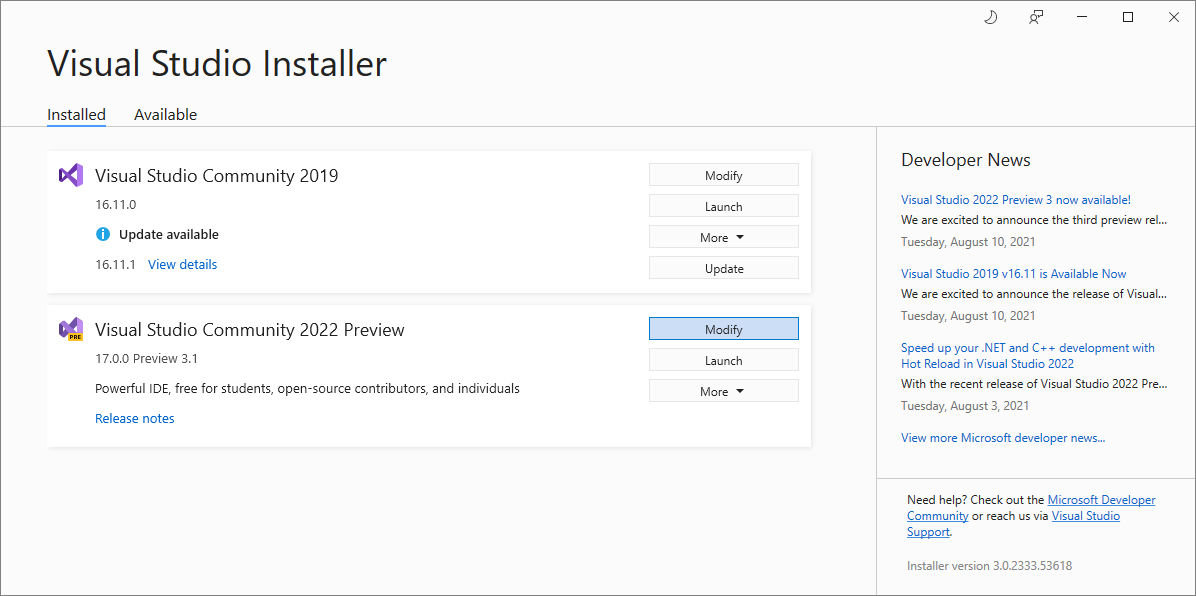 Visual Studio Installer
Installed
Available
Visual Studio Community 2019
16.11.0
Update available
16.11.1 View details
Modify
Launch
More
Update
PRE
Visual Studio Community 2022 Preview
17.0.0 Preview 3.1
Powerful IDE, free for students, open-source contributors, and individuals
Release notes
Modify
Launch
More
Developer News
Visual Studio 2022 Preview 3 now available!
We are excited to announce the third preview rel...
Tuesday, August 10, 2021
Visual Studio 2019 v16.11 is Available Now
We are excited to announce the release of Visual...
Tuesday, August 10, 2021
Speed up your .NET and C++ development with
Hot Reload in Visual Studio 2022
With the recent release of Visual Studio 2022 Pre...
Tuesday, August 3, 2021
View more Microsoft developer news...
Need help? Check out the Microsoft Developer
Community or reach us via Visual Studio
Support.
Installer version 3.0.2333.53618